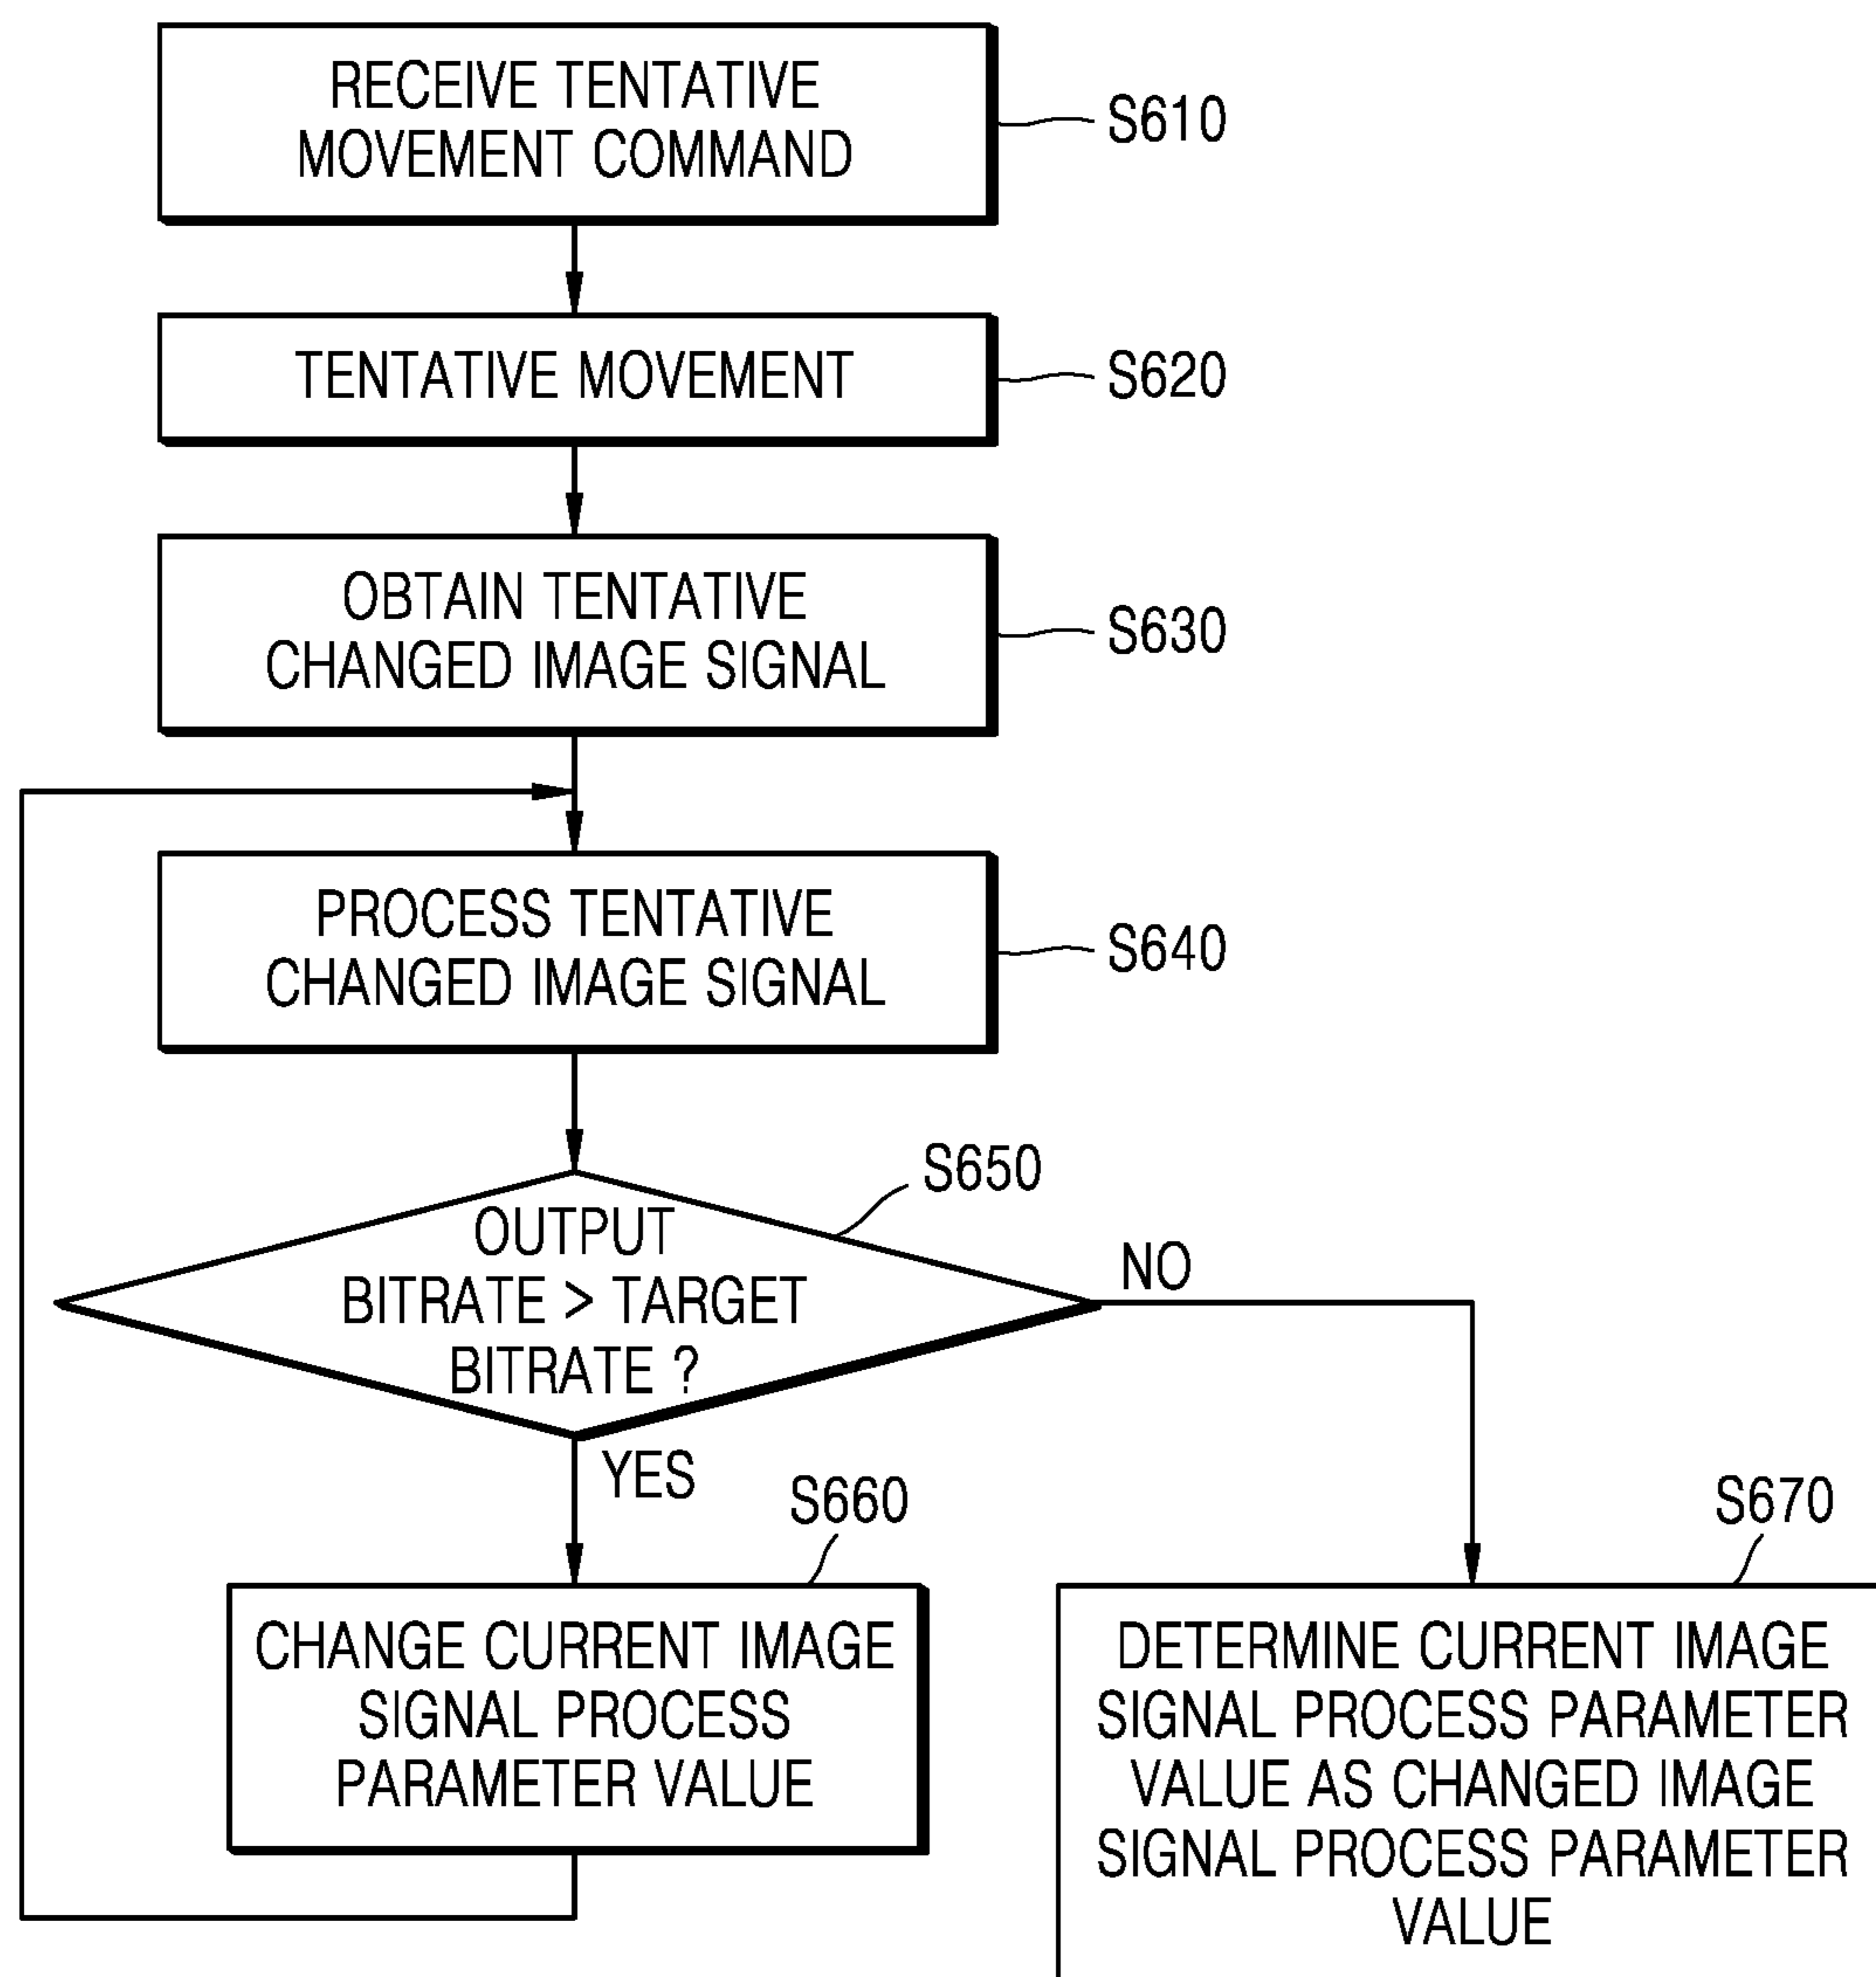 RECEIVE TENTATIVE
MOVEMENT COMMAND
S610
TENTATIVE MOVEMENT
S620
OBTAIN TENTATIVE
CHANGED IMAGE SIGNAL
S630
PROCESS TENTATIVE
CHANGED IMAGE SIGNAL
S640
S650
OUTPUT
BITRATE > TARGET
BITRATE ?
NO
YES
S660
CHANGE CURRENT IMAGE
SIGNAL PROCESS
PARAMETER VALUE
S670
DETERMINE CURRENT IMAGE
SIGNAL PROCESS PARAMETER
VALUE AS CHANGED IMAGE
SIGNAL PROCESS PARAMETER
VALUE